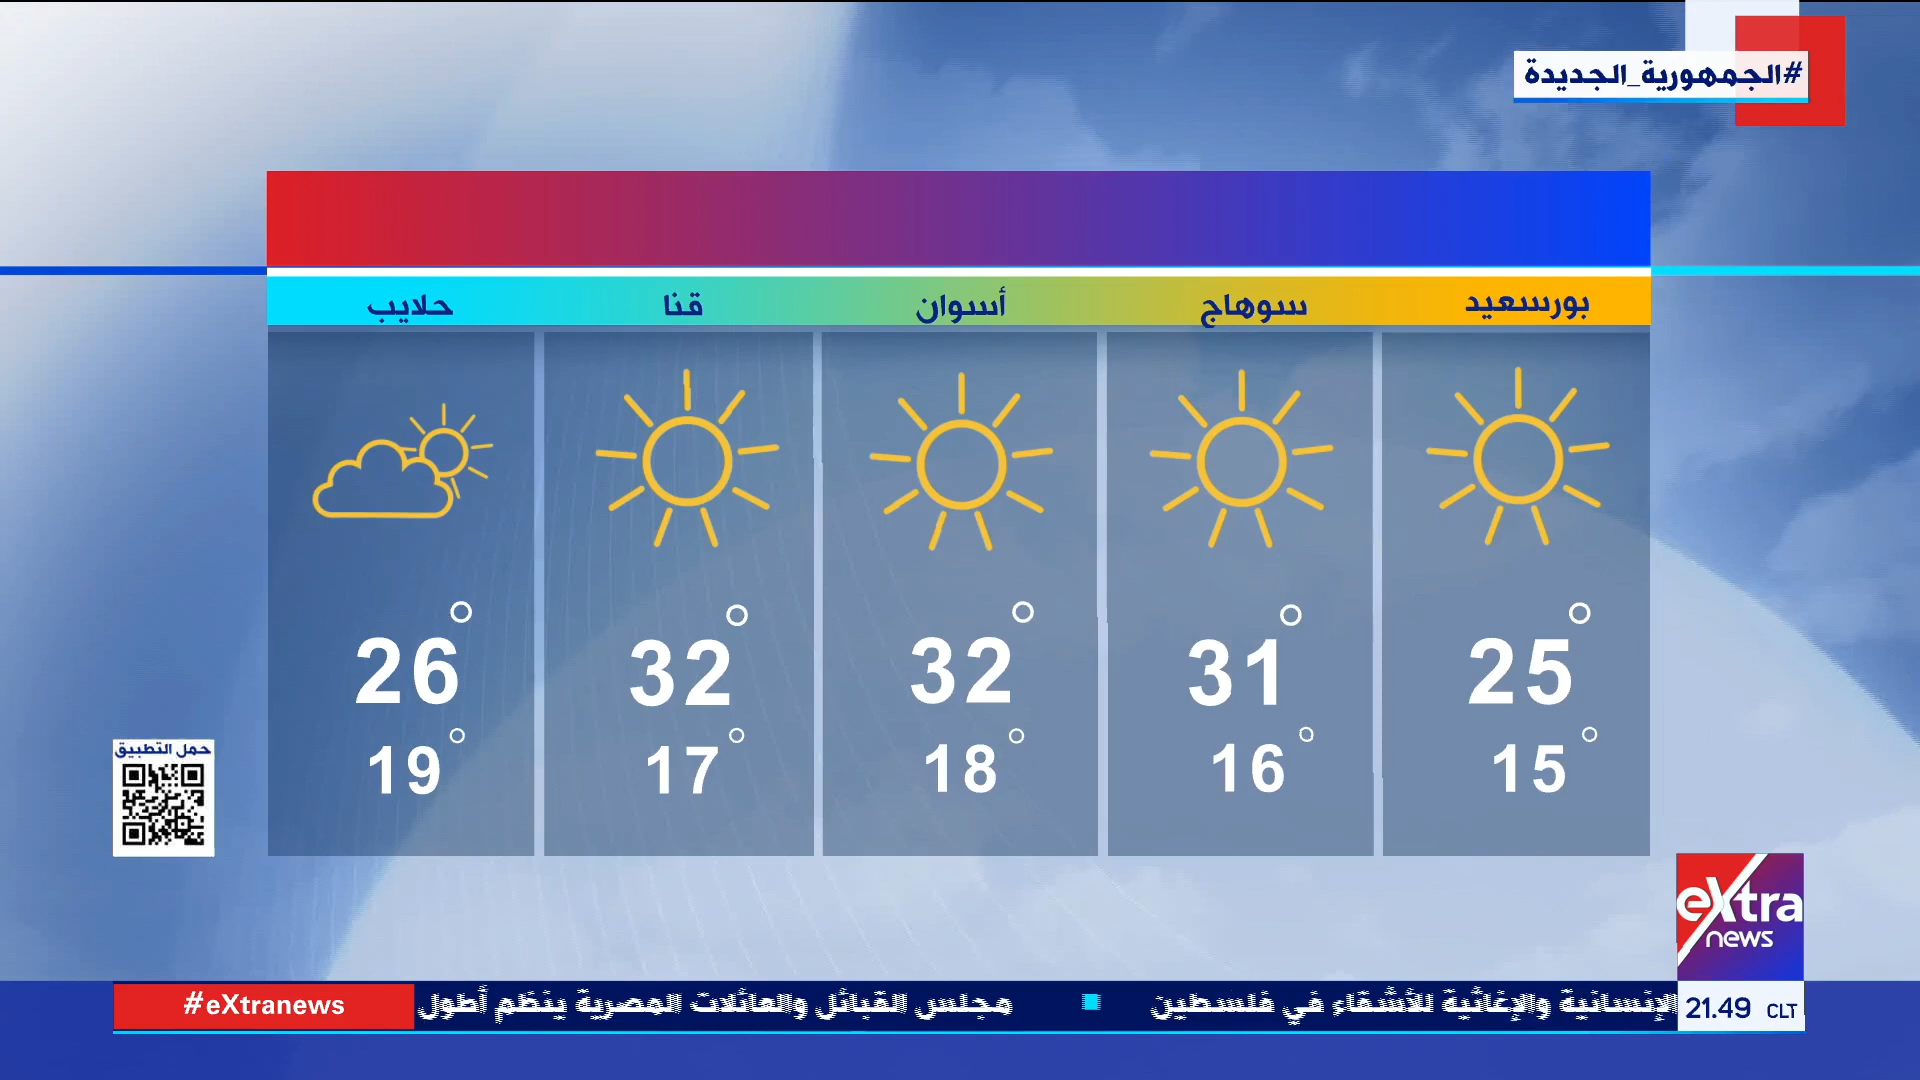 #الجمهورية_الجديدة
بورسعيد
سوهاج
أسوان
قنا
حلايب
25°
31°
32°
32°
26°
15°
16°
18°
17°
19°
حمل التطبيق
eXtra
news
الإنسانية والإغاثية للأشقاء في فلسطين ■ مجلس القبائل والعائلات المصرية ينظم أطول
#eXtranews
21.49 CLT